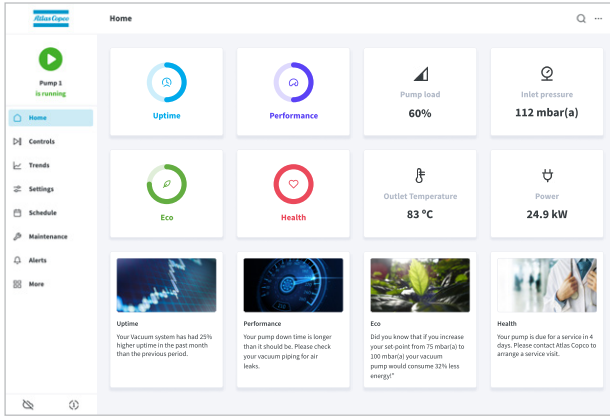 Atlas Copco
Home
Pump 1
is running
Home
Controls
Trends
Settings
Schedule
Maintenance
Alerts
More
Uptime
Performance
Pump load
60%
Inlet pressure
112 mbar(a)
Eco
Health
Outlet Temperature
83 °C
Power
24.9 kW
Uptime
Your Vacuum system has had 25%
higher uptime in the past month
than the previous period.
Performance
Your pump down time is longer
than it should be. Please check
your vacuum piping for air
leaks.
Eco
Did you know that if you increase
your set-point from 75 mbar(a) to
100 mbar(a) your vacuum
pump would consume 32% less
energy!"
Health
Your pump is due for a service in 4
days. Please contact Atlas Copco to
arrange a service visit.